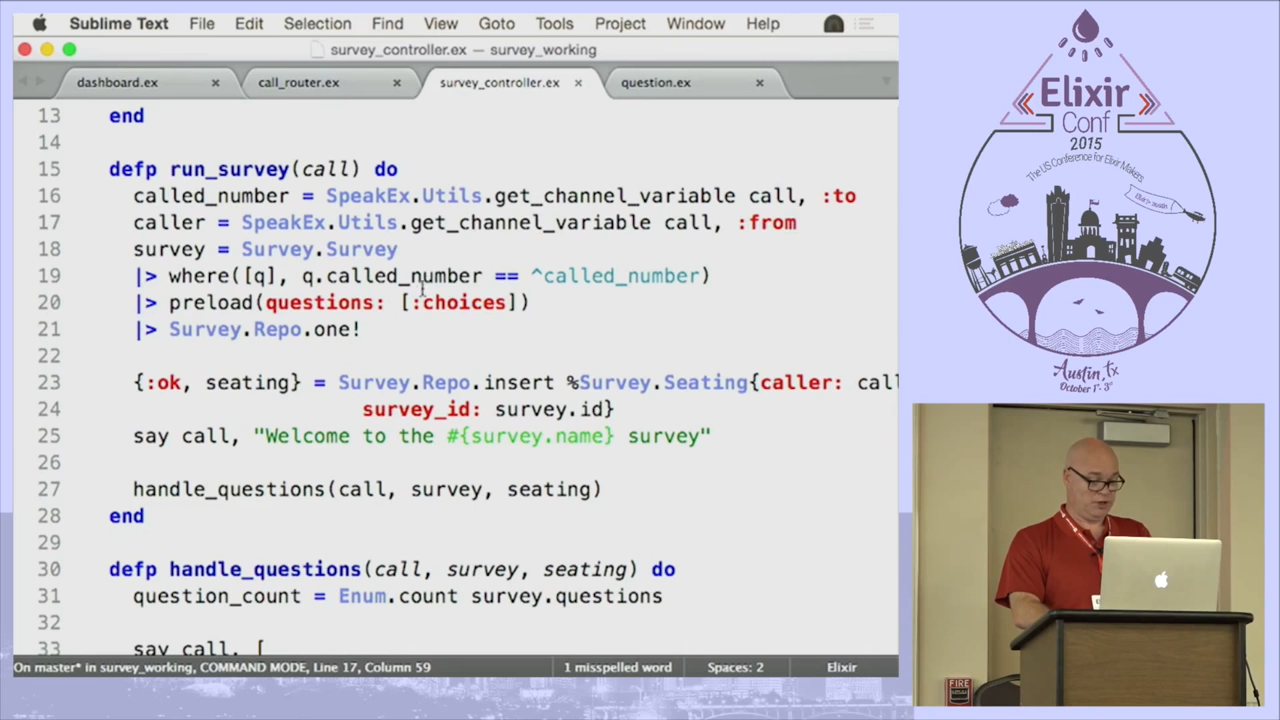 Sublime Text File Edit Selection Find View Goto Tools Project Window Help
survey_controller.ex — survey_working
dashboard.ex × call_router.ex × survey_controller.ex × question.ex ×
13 end
14
15 defp run_survey(call) do
16 called_number = SpeakEx.Utils.get_channel_variable call, :to
17 caller = SpeakEx.Utils.get_channel_variable call, :from
18 survey = Survey.Survey
19 |> where([q], q.called_number == ^called_number)
20 |> preload(questions: [:choices])
21 |> Survey.Repo.one!
22
23 {:ok, seating} = Survey.Repo.insert %Survey.Seating{caller: call
24 survey_id: survey.id}
25 say call, "Welcome to the #{survey.name} survey"
26
27 handle_questions(call, survey, seating)
28 end
29
30 defp handle_questions(call, survey, seating) do
31 question_count = Enum.count survey.questions
32
33 say call, [
On master* in survey_working, COMMAND MODE, Line 17, Column 59 1 misspelled word Spaces: 2 Elixir
Elixir
Conf
2015
The US Conference for Elixir Makers
Austin, Tx
October 1st - 3rd
FIRE